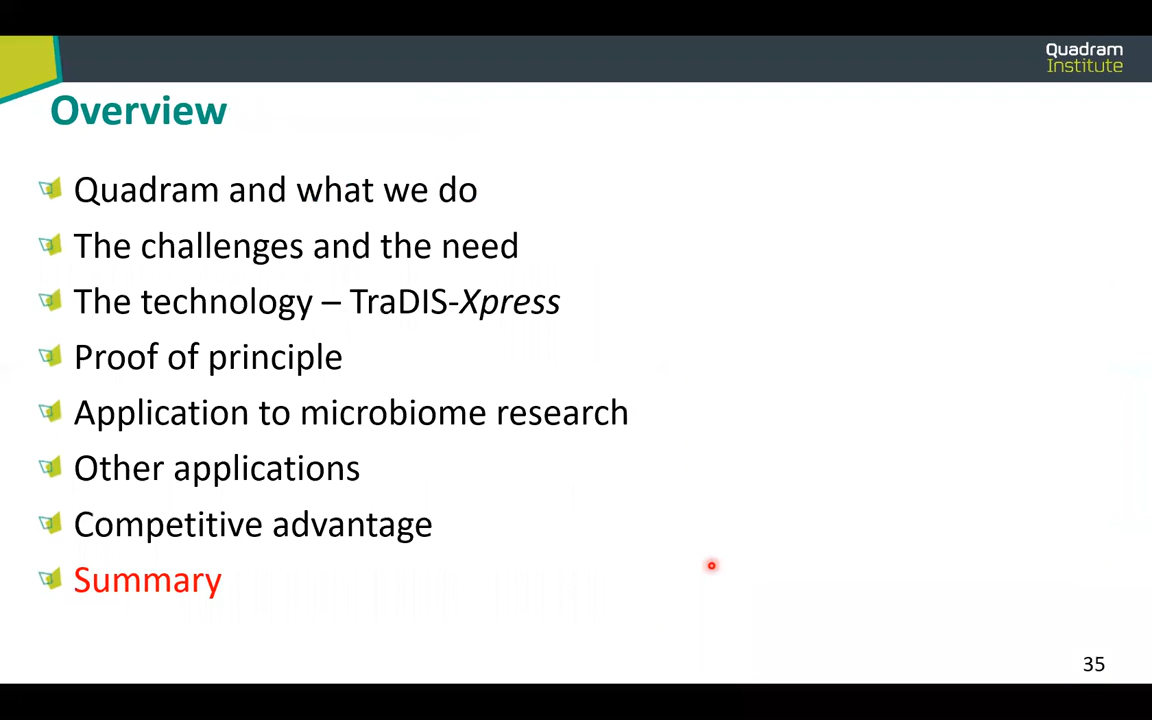 Quadram
Institute
Overview
Quadram and what we do
The challenges and the need
The technology – TraDIS-Xpress
Proof of principle
Application to microbiome research
Other applications
Competitive advantage
Summary
35